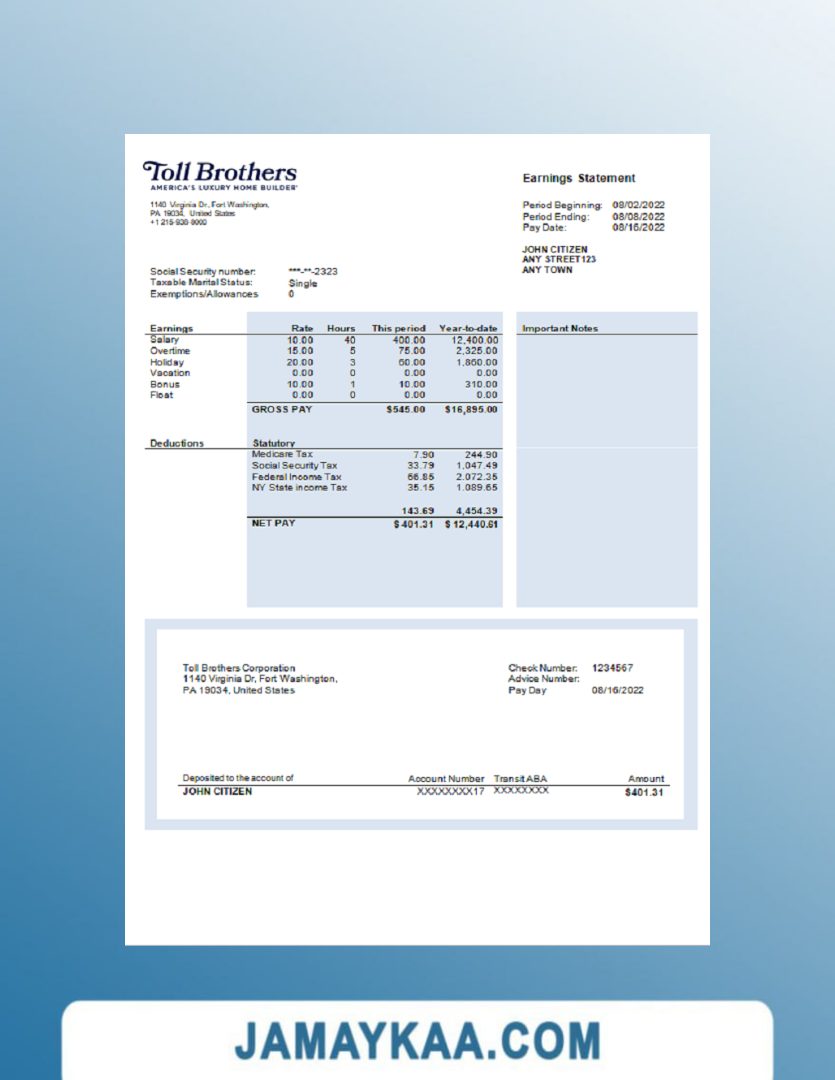 Toll Brothers
AMERICA'S LUXURY HOME BUILDER®
1140 Virginia Dr, Fort Washington,
PA 19034, United States
+1 215-938-8000
Earnings Statement
Period Beginning: 08/02/2022
Period Ending: 08/08/2022
Pay Date: 08/16/2022
JOHN CITIZEN
ANY STREET123
ANY TOWN
Social Security number: ***-**-2323
Taxable Marital Status: Single
Exemptions/Allowances 0
Earnings Rate Hours This period Year-to-date
Salary 10.00 40 400.00 12,400.00
Overtime 15.00 5 75.00 2,325.00
Holiday 20.00 3 60.00 1,860.00
Vacation 0.00 0 0.00 0.00
Bonus 10.00 1 10.00 310.00
Float 0.00 0 0.00 0.00
GROSS PAY $545.00 $16,895.00
Important Notes
Deductions Statutory
Medicare Tax 7.90 244.90
Social Security Tax 33.79 1,047.49
Federal Income Tax 66.85 2,072.35
NY State income Tax 35.15 1,089.65
143.69 4,454.39
NET PAY $401.31 $12,440.61
Toll Brothers Corporation
1140 Virginia Dr, Fort Washington,
PA 19034, United States
Check Number: 1234567
Advice Number:
Pay Day 08/16/2022
Deposited to the account of Account Number Transit ABA Amount
JOHN CITIZEN XXXXXXXX17 XXXXXXXX $401.31
JAMAYKAA.COM